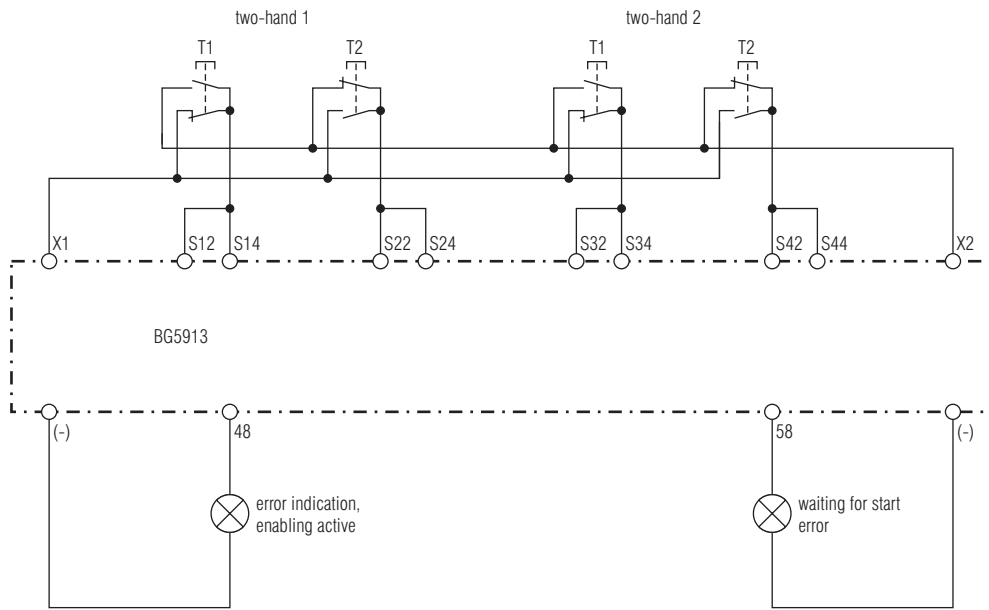 two-hand 1
two-hand 2
T1
T2
T1
T2
X1
S12
S14
S22
S24
S32
S34
S42
S44
X2
BG5913
(-)
48
58
(-)
error indication,
enabling active
waiting for start
error